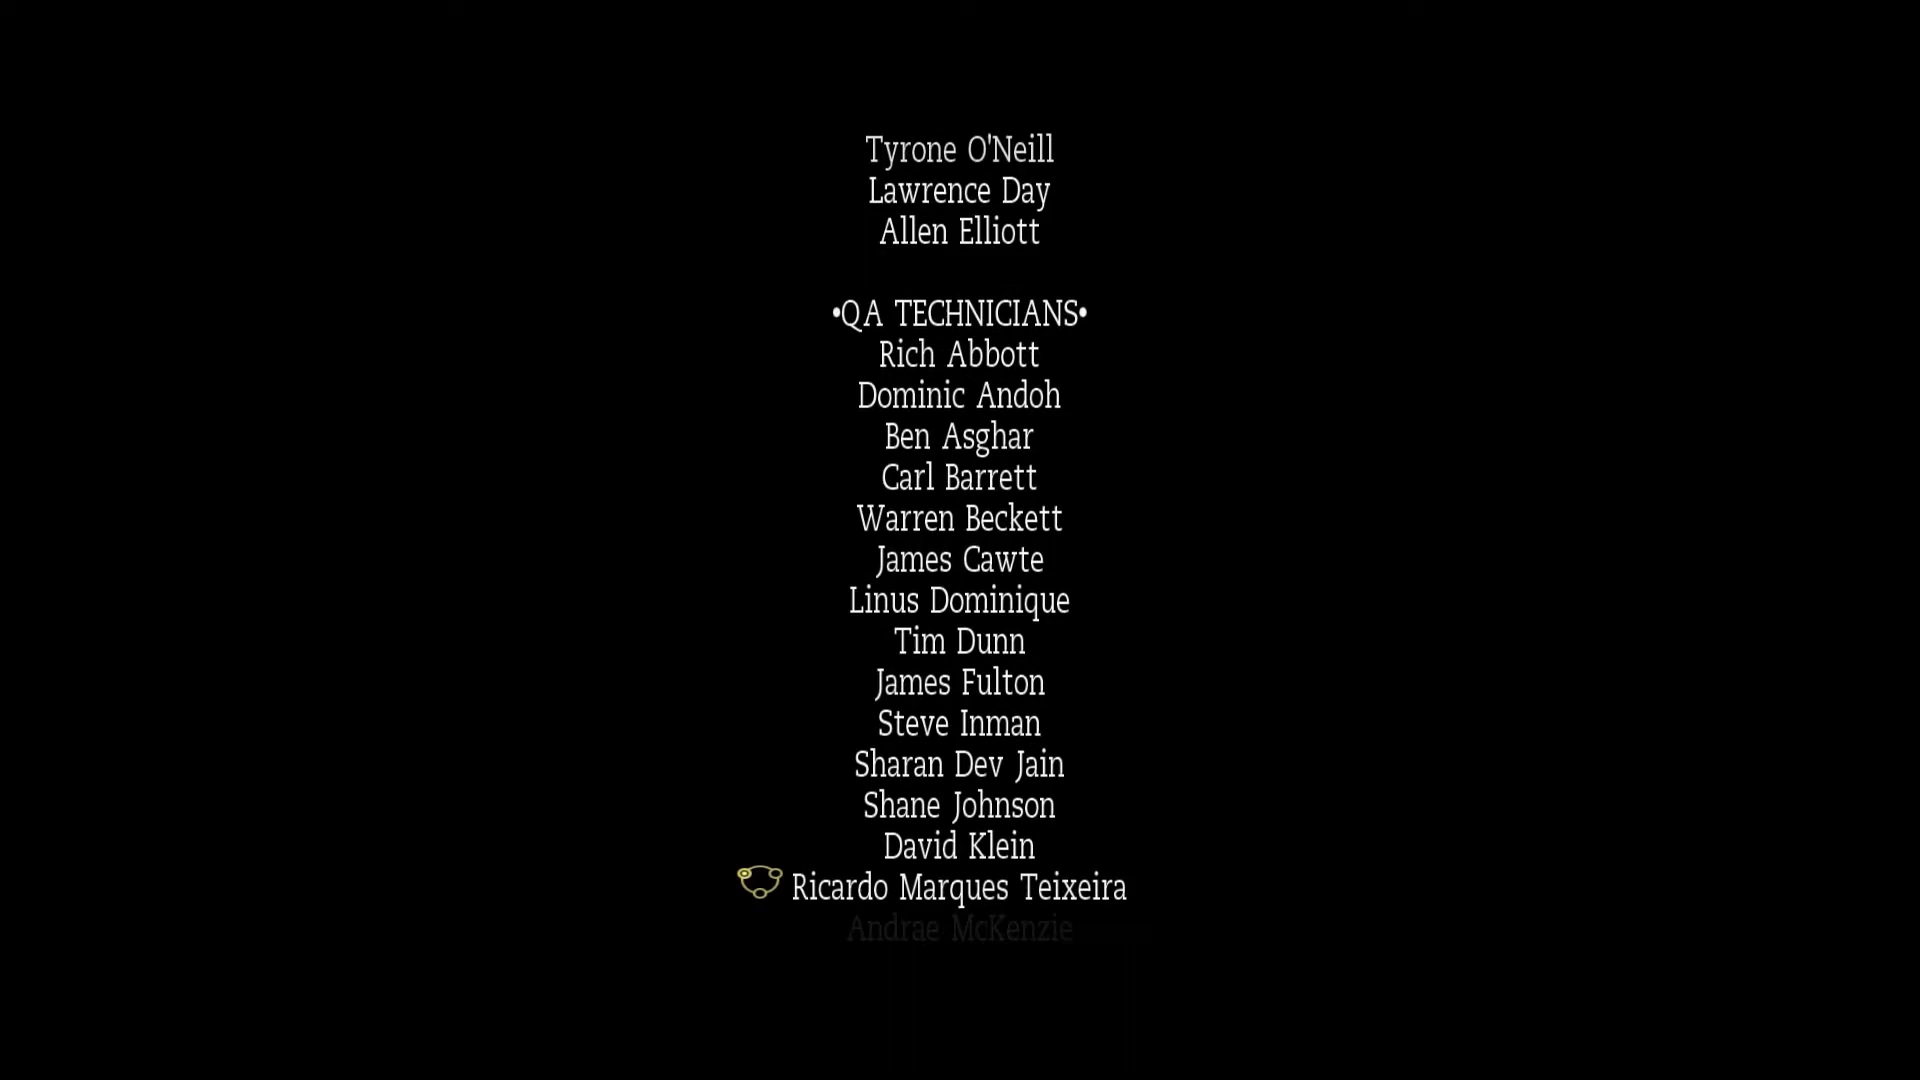 Tyrone O'Neill
Lawrence Day
Allen Elliott
•QA TECHNICIANS•
Rich Abbott
Dominic Andoh
Ben Asghar
Carl Barrett
Warren Beckett
James Cawte
Linus Dominique
Tim Dunn
James Fulton
Steve Inman
Sharan Dev Jain
Shane Johnson
David Klein
Ricardo Marques Teixeira
Andrae McKenzie